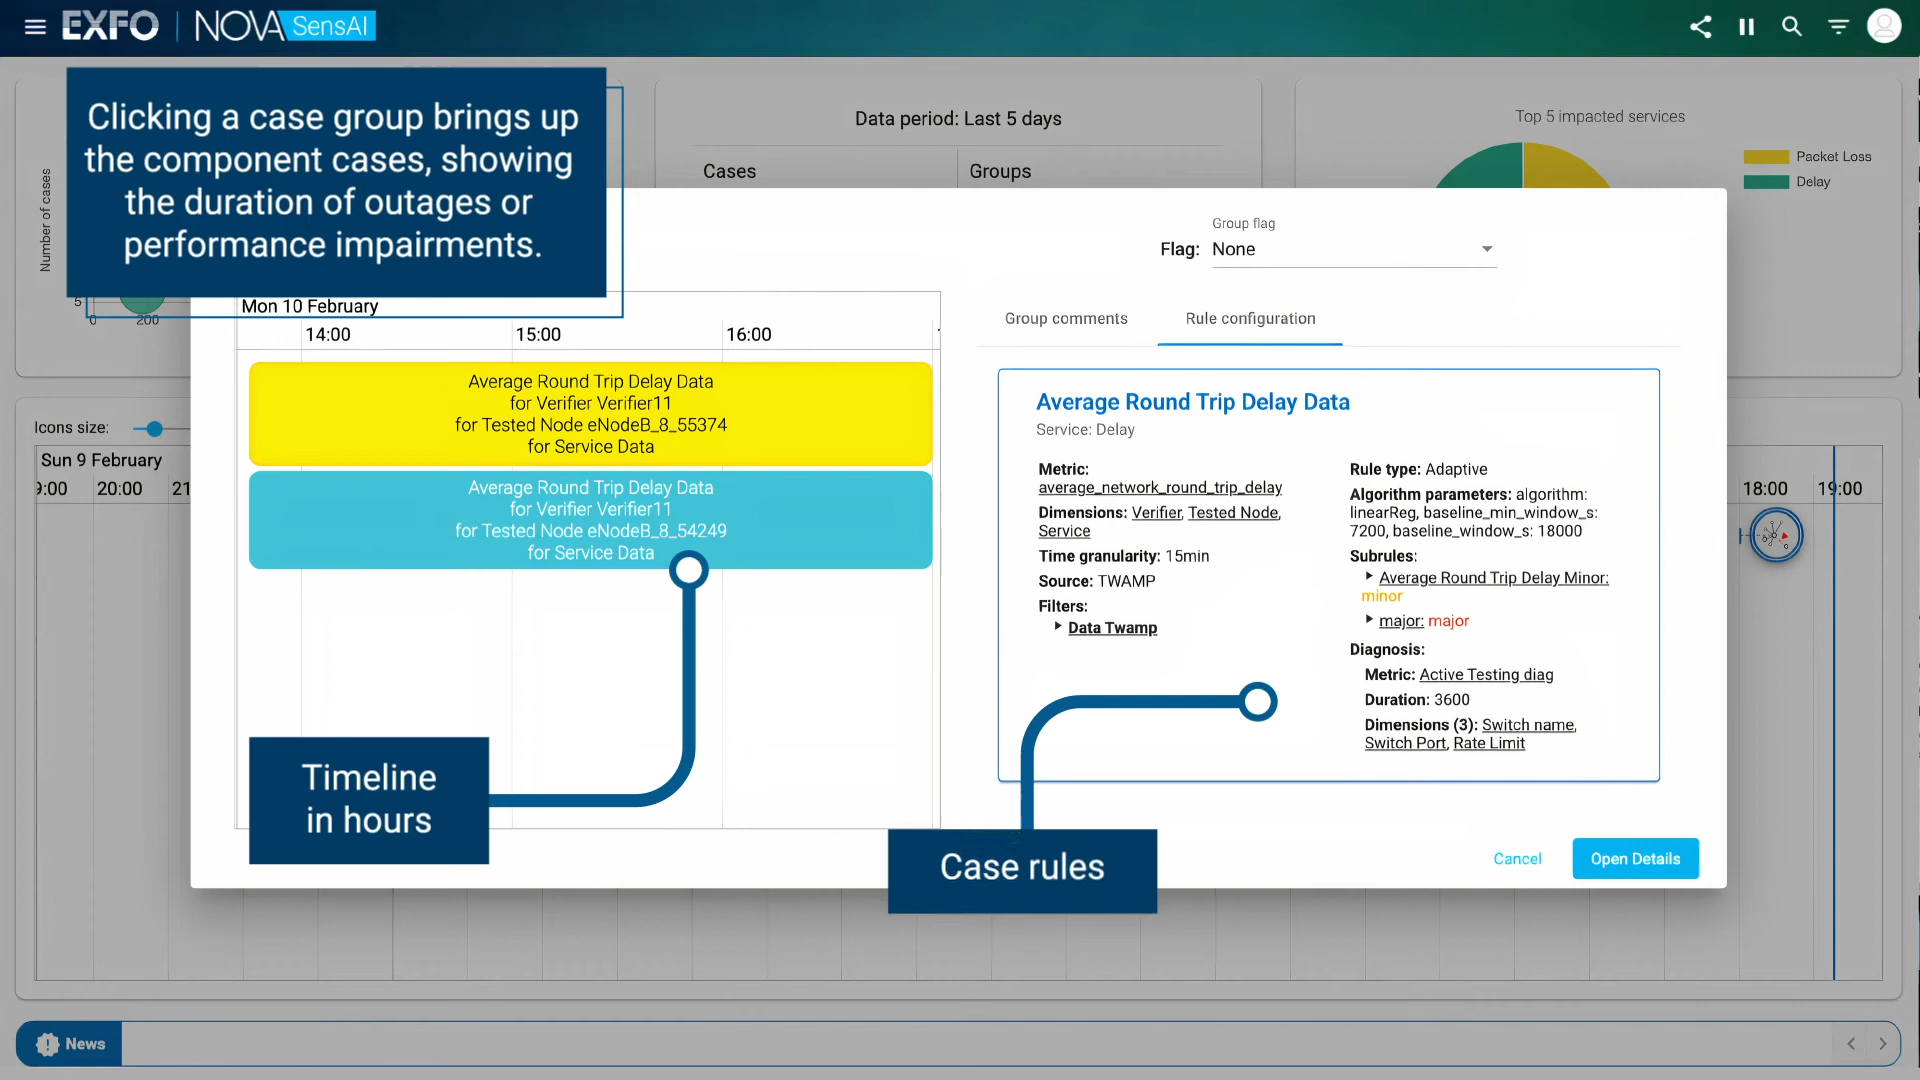 EXFO | NOVA SensAI
Clicking a case group brings up
the component cases, showing
the duration of outages or
performance impairments.
Number of cases
5
0
200
Data period: Last 5 days
Cases
Groups
Top 5 impacted services
Packet Loss
Delay
Group flag
Flag: None
Mon 10 February
14:00
15:00
16:00
Average Round Trip Delay Data
for Verifier Verifier11
for Tested Node eNodeB_8_55374
for Service Data
Average Round Trip Delay Data
for Verifier Verifier11
for Tested Node eNodeB_8_54249
for Service Data
Timeline
in hours
Group comments
Rule configuration
Average Round Trip Delay Data
Service: Delay
Metric:
average_network_round_trip_delay
Dimensions: Verifier, Tested Node,
Service
Time granularity: 15min
Source: TWAMP
Filters:
Data Twamp
Rule type: Adaptive
Algorithm parameters: algorithm:
linearReg, baseline_min_window_s:
7200, baseline_window_s: 18000
Subrules:
Average Round Trip Delay Minor:
minor
major: major
Diagnosis:
Metric: Active Testing diag
Duration: 3600
Dimensions (3): Switch name,
Switch Port, Rate Limit
Case rules
Cancel
Open Details
Icons size:
Sun 9 February
9:00
20:00
21
18:00
19:00
News